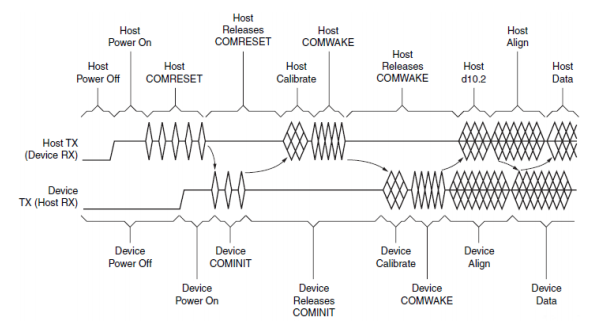 Host
Power Off
Host
Power On
Host
COMRESET
Host
Releases
COMRESET
Host
Calibrate
Host
COMWAKE
Host
Releases
COMWAKE
Host
d10.2
Host
Align
Host
Data
Host TX
(Device RX)
Device
TX (Host RX)
Device
Power Off
Device
Power On
Device
COMINIT
Device
Releases
COMINIT
Device
Calibrate
Device
COMWAKE
Device
Align
Device
Data